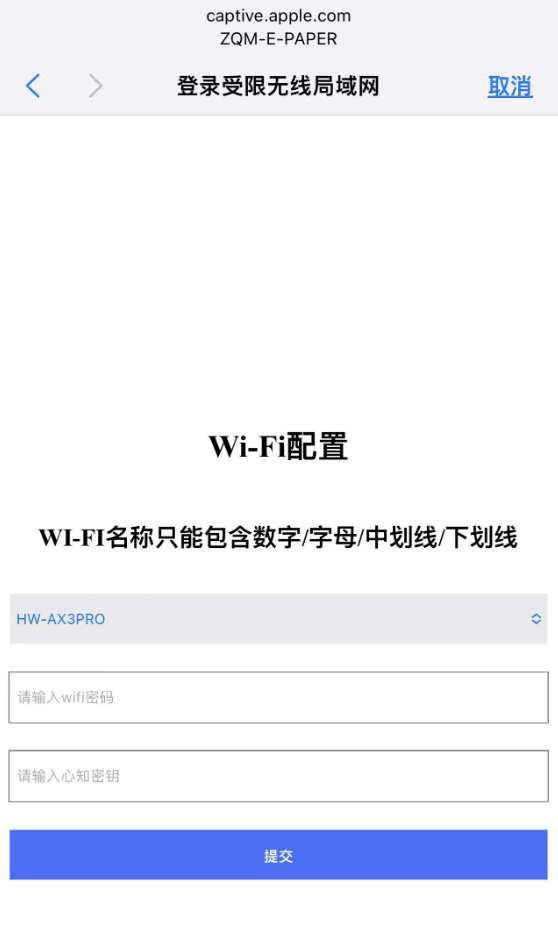 captive.apple.com
ZQM-E-PAPER
登录受限无线局域网
取消
Wi-Fi配置
WI-FI名称只能包含数字/字母/中划线/下划线
HW-AX3PRO
请输入wifi密码
请输入心知密钥
提交